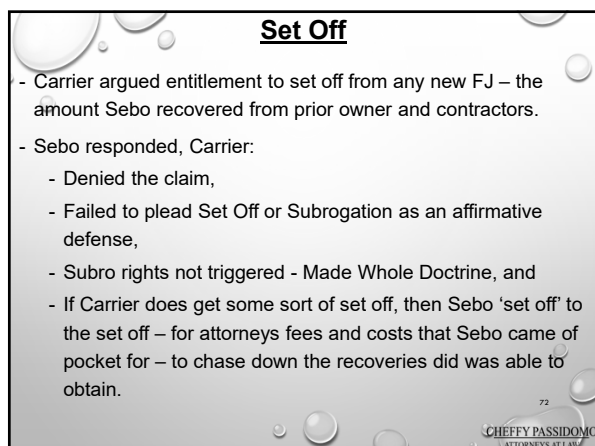 Set Off
- Carrier argued entitlement to set off from any new FJ – the
amount Sebo recovered from prior owner and contractors.
- Sebo responded, Carrier:
- Denied the claim,
- Failed to plead Set Off or Subrogation as an affirmative
defense,
- Subro rights not triggered - Made Whole Doctrine, and
- If Carrier does get some sort of set off, then Sebo ‘set off’ to
the set off – for attorneys fees and costs that Sebo came of
pocket for – to chase down the recoveries did was able to
obtain.
72
CHEFFY PASSIDOMO
ATTORNEYS AT LAW